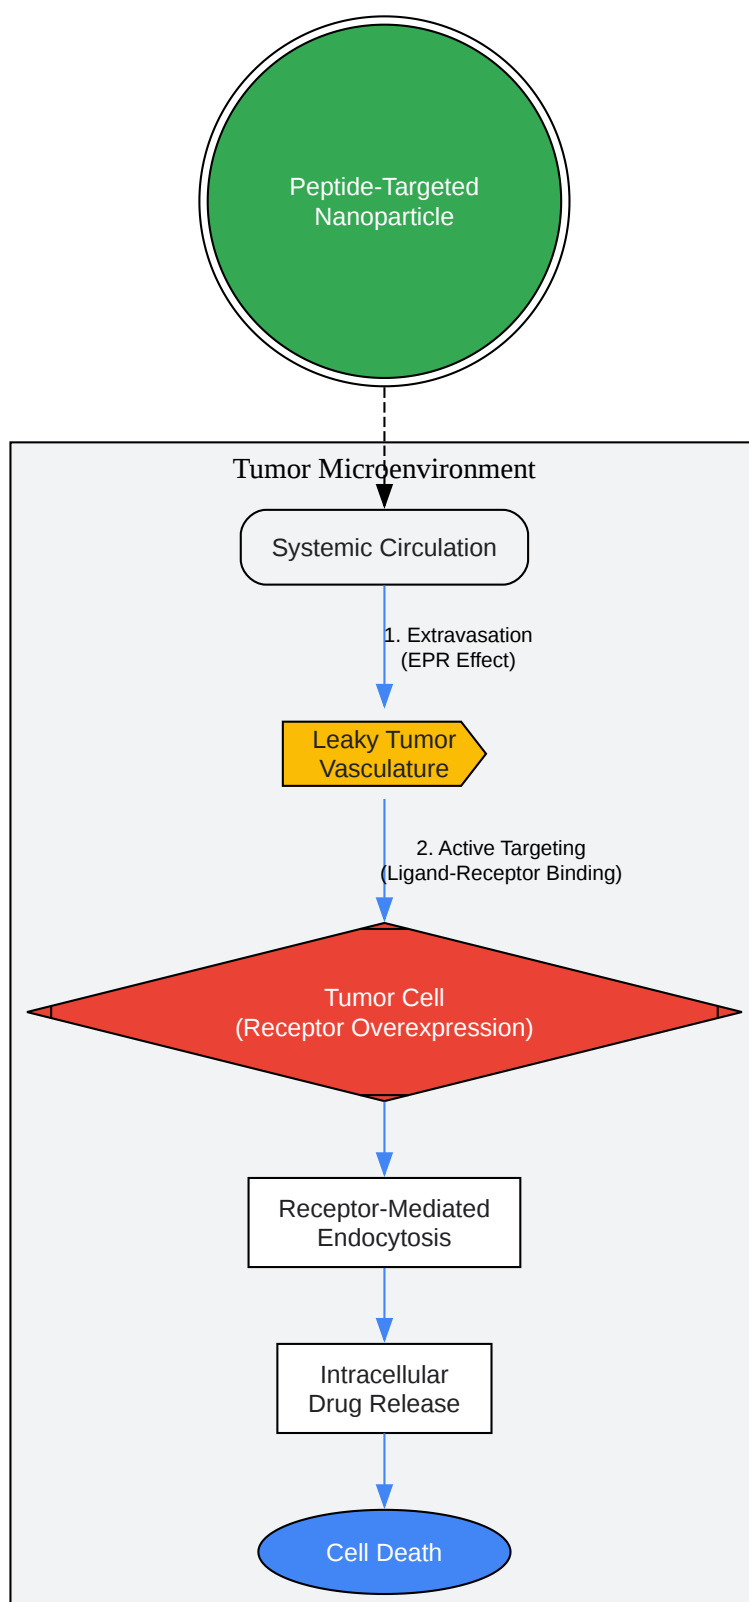 Peptide-Targeted
Nanoparticle
Tumor Microenvironment
Systemic Circulation
1. Extravasation
(EPR Effect)
Leaky Tumor
Vasculature
2. Active Targeting
(Ligand-Receptor Binding)
Tumor Cell
(Receptor Overexpression)
Receptor-Mediated
Endocytosis
Intracellular
Drug Release
Cell Death